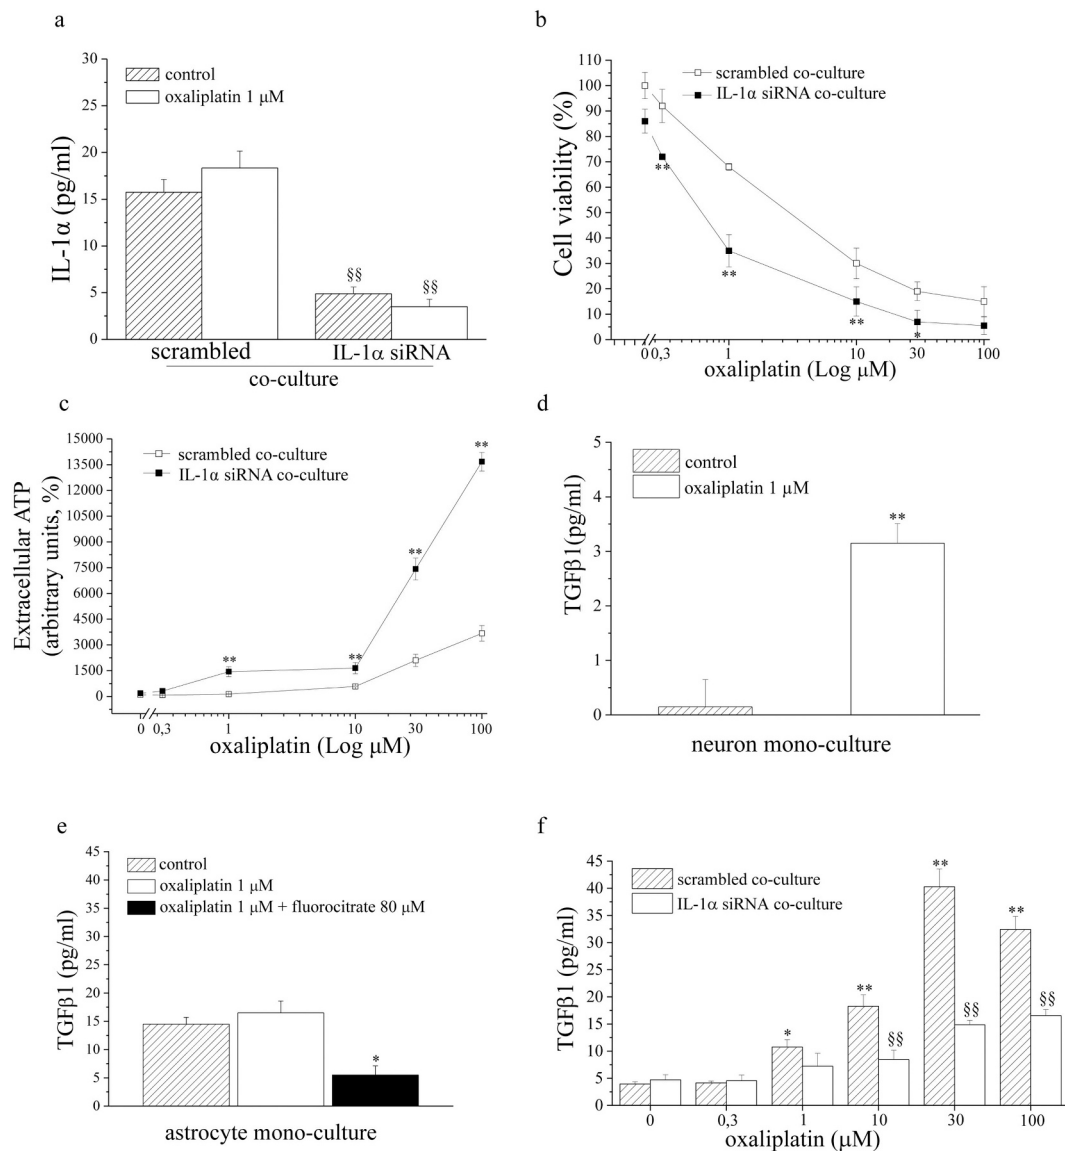 a
30
25
20
15
10
5
0
IL-1α (pg/ml)
control
oxaliplatin 1 μM
§§
§§
scrambled
IL-1α siRNA
co-culture
b
110
100
90
80
70
60
50
40
30
20
10
0
Cell viability (%)
scrambled co-culture
IL-1α siRNA co-culture
**
**
**
*
0 0,3 1 10 30 100
oxaliplatin (Log μM)
c
15000
13500
12000
10500
9000
7500
6000
4500
3000
1500
0
Extracellular ATP
(arbitrary units, %)
scrambled co-culture
IL-1α siRNA co-culture
**
**
**
**
0 0,3 1 10 30 100
oxaliplatin (Log μM)
d
5
4
3
2
1
0
TGFβ1(pg/ml)
control
oxaliplatin 1 μM
**
neuron mono-culture
e
45
40
35
30
25
20
15
10
5
0
TGFβ1 (pg/ml)
control
oxaliplatin 1 μM
oxaliplatin 1 μM + fluorocitrate 80 μM
*
astrocyte mono-culture
f
45
40
35
30
25
20
15
10
5
0
TGFβ1 (pg/ml)
scrambled co-culture
IL-1α siRNA co-culture
*
**
§§
**
§§
**
§§
0 0,3 1 10 30 100
oxaliplatin (μM)